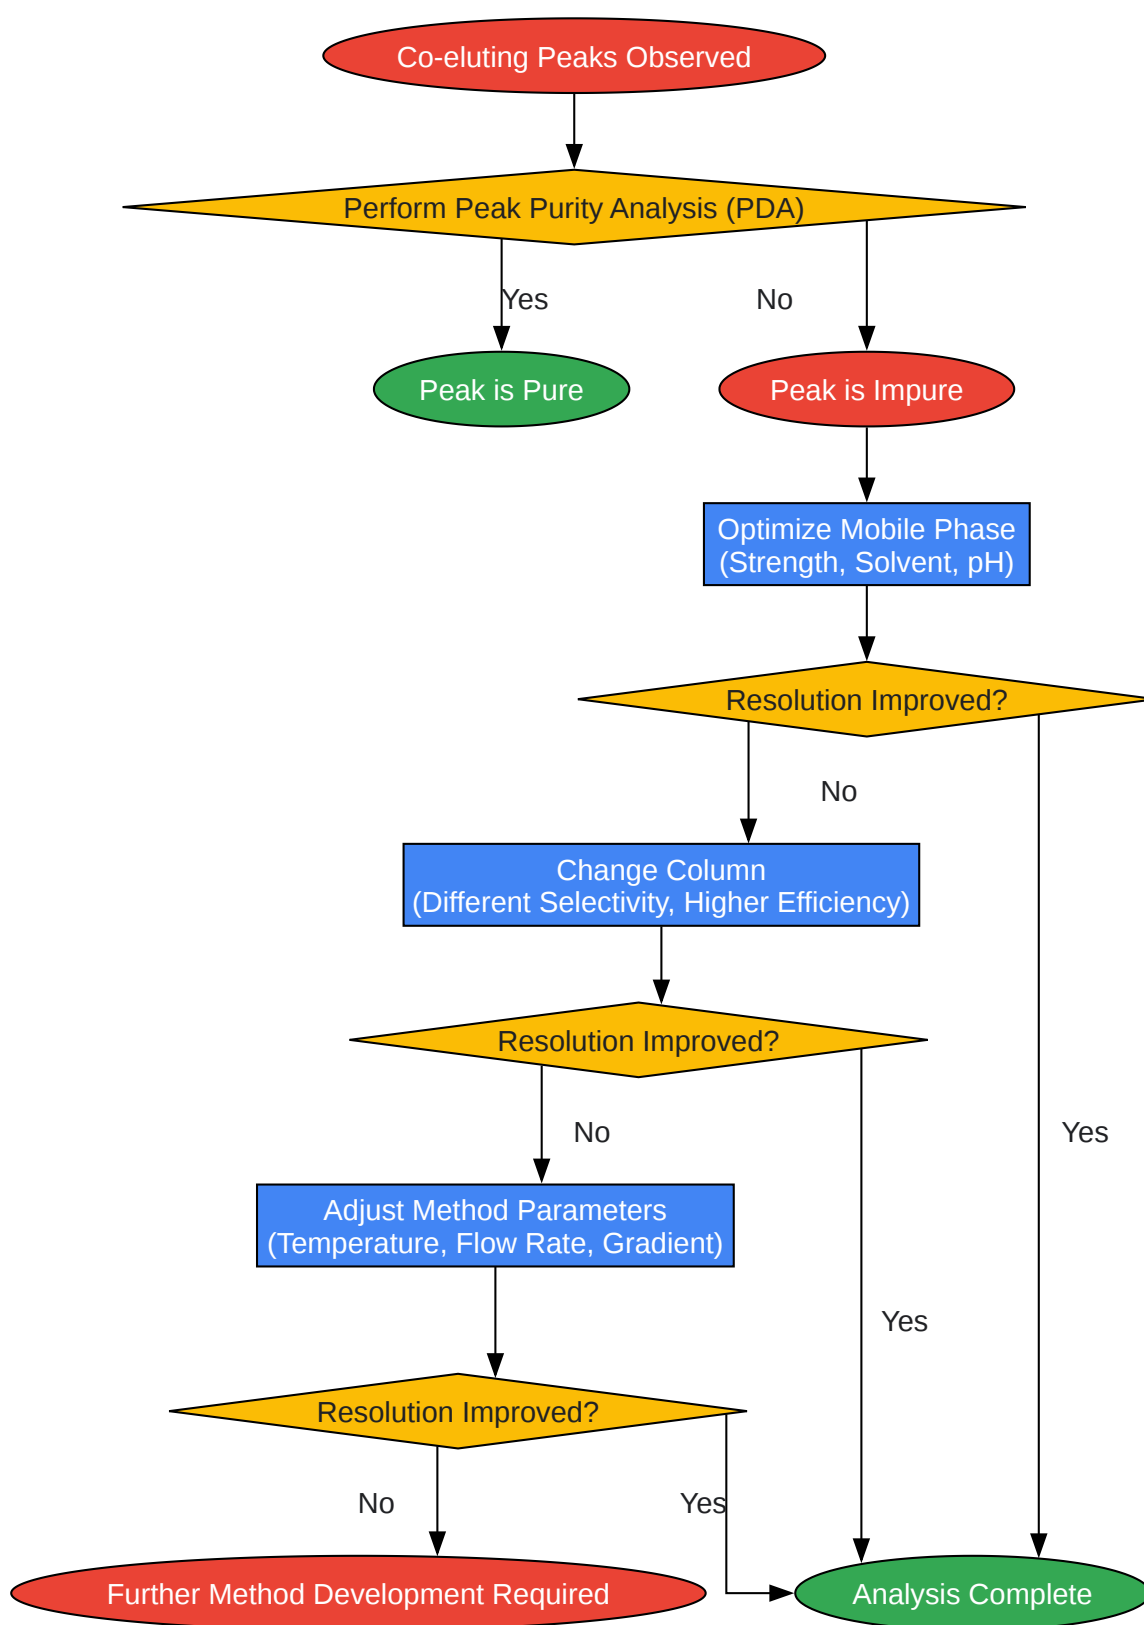 Co-eluting Peaks Observed
Perform Peak Purity Analysis (PDA)
Yes
No
Peak is Pure
Peak is Impure
Optimize Mobile Phase
(Strength, Solvent, pH)
Resolution Improved?
No
Change Column
(Different Selectivity, Higher Efficiency)
Resolution Improved?
No
Yes
Adjust Method Parameters
(Temperature, Flow Rate, Gradient)
Yes
Resolution Improved?
No
Yes
Further Method Development Required
Analysis Complete